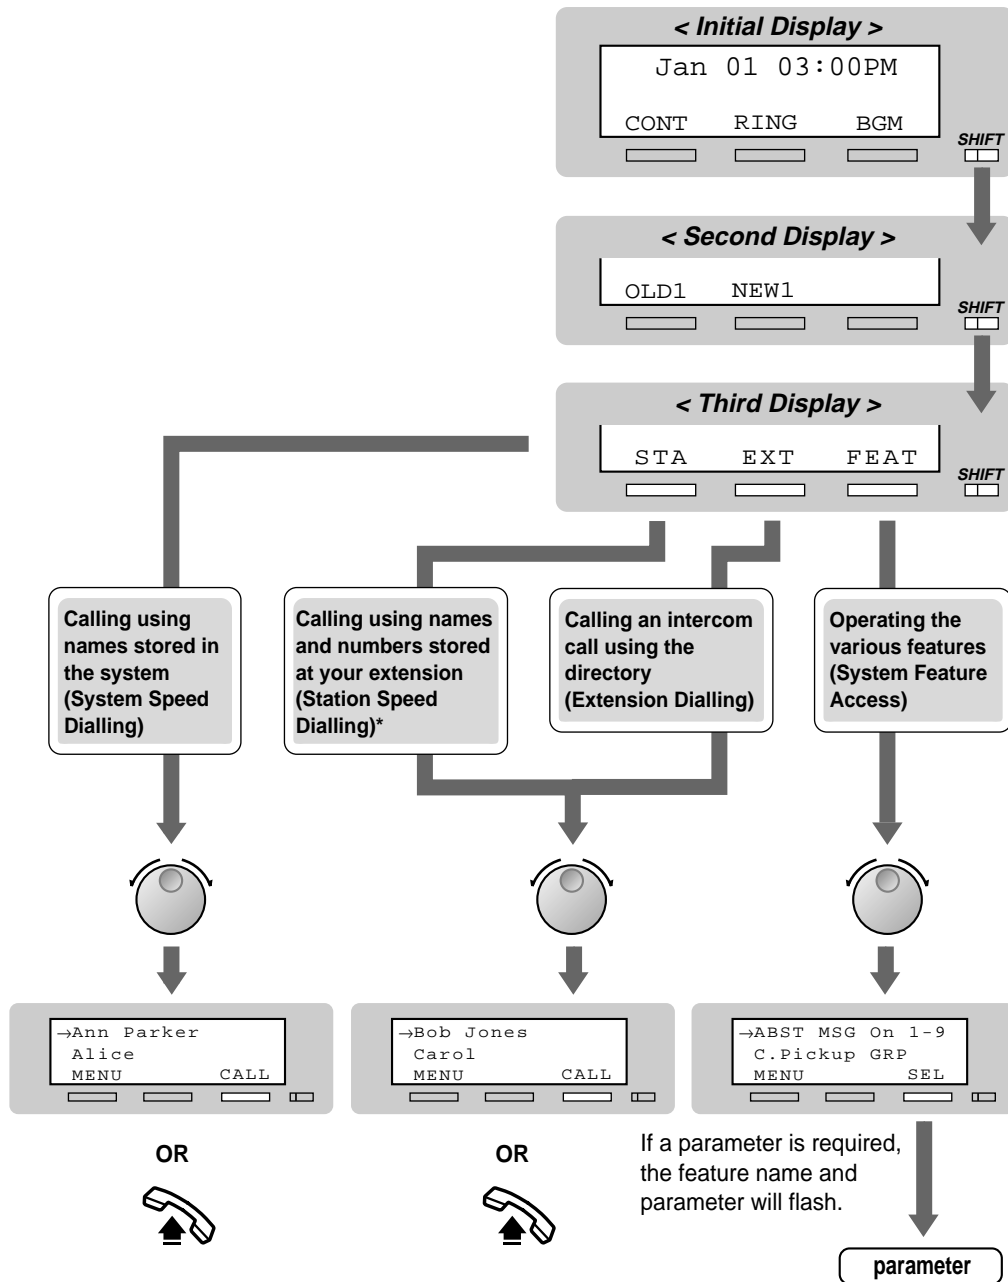 < Initial Display >
Jan 01 03:00PM
CONT RING BGM
SHIFT
< Second Display >
OLD1 NEW1
SHIFT
< Third Display >
STA EXT FEAT
SHIFT
Calling using
names stored in
the system
(System Speed
Dialling)
Calling using names
and numbers stored
at your extension
(Station Speed
Dialling)*
Calling an intercom
call using the
directory
(Extension Dialling)
Operating the
various features
(System Feature
Access)
→Ann Parker
Alice
MENU CALL
→Bob Jones
Carol
MENU CALL
→ABST MSG On 1-9
C.Pickup GRP
MENU SEL
OR
OR
If a parameter is required,
the feature name and
parameter will flash.
parameter